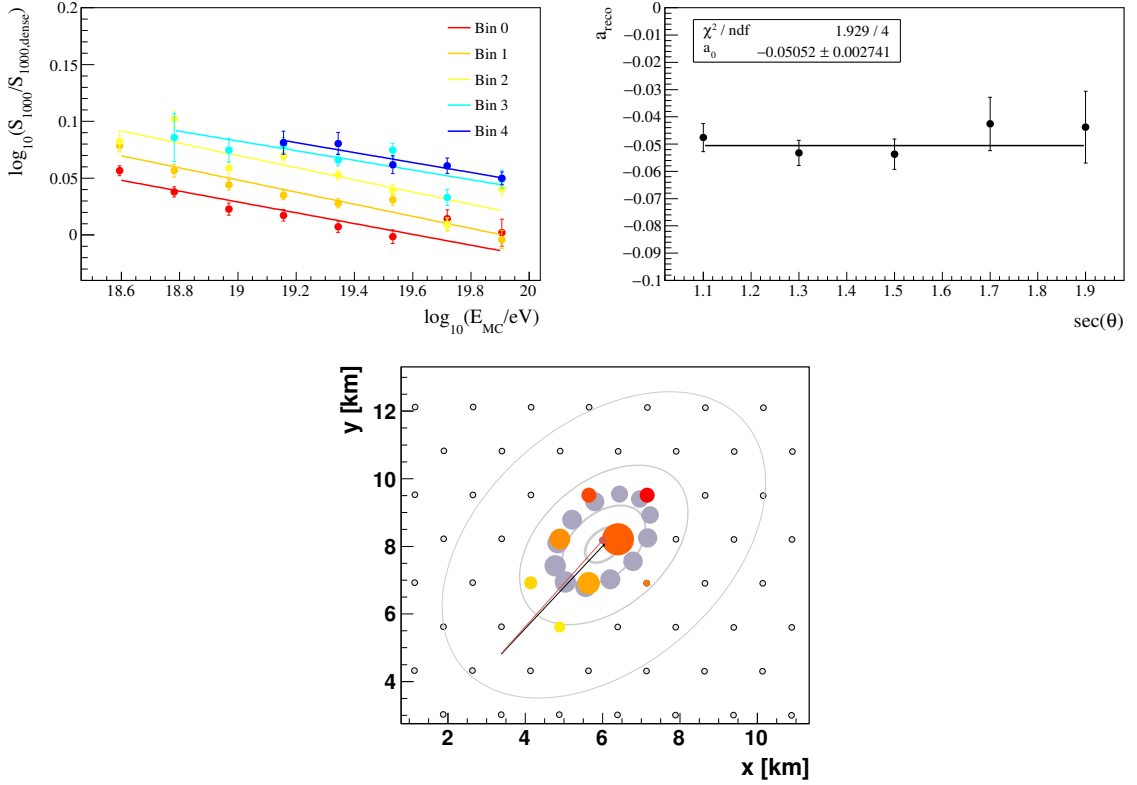 0.2
0.15
0.1
0.05
0
log₁₀(S₁₀₀₀/S₁₀₀₀,dense)
Bin 0
Bin 1
Bin 2
Bin 3
Bin 4
18.6 18.8 19 19.2 19.4 19.6 19.8 20
log₁₀(E_MC/eV)
0
−0.01
−0.02
−0.03
−0.04
−0.05
−0.06
−0.07
−0.08
−0.09
−0.1
a_reco
χ² / ndf 1.929 / 4
a₀ −0.05052 ± 0.002741
1.1 1.2 1.3 1.4 1.5 1.6 1.7 1.8 1.9
sec(θ)
y [km]
12
10
8
6
4
2 4 6 8 10
x [km]